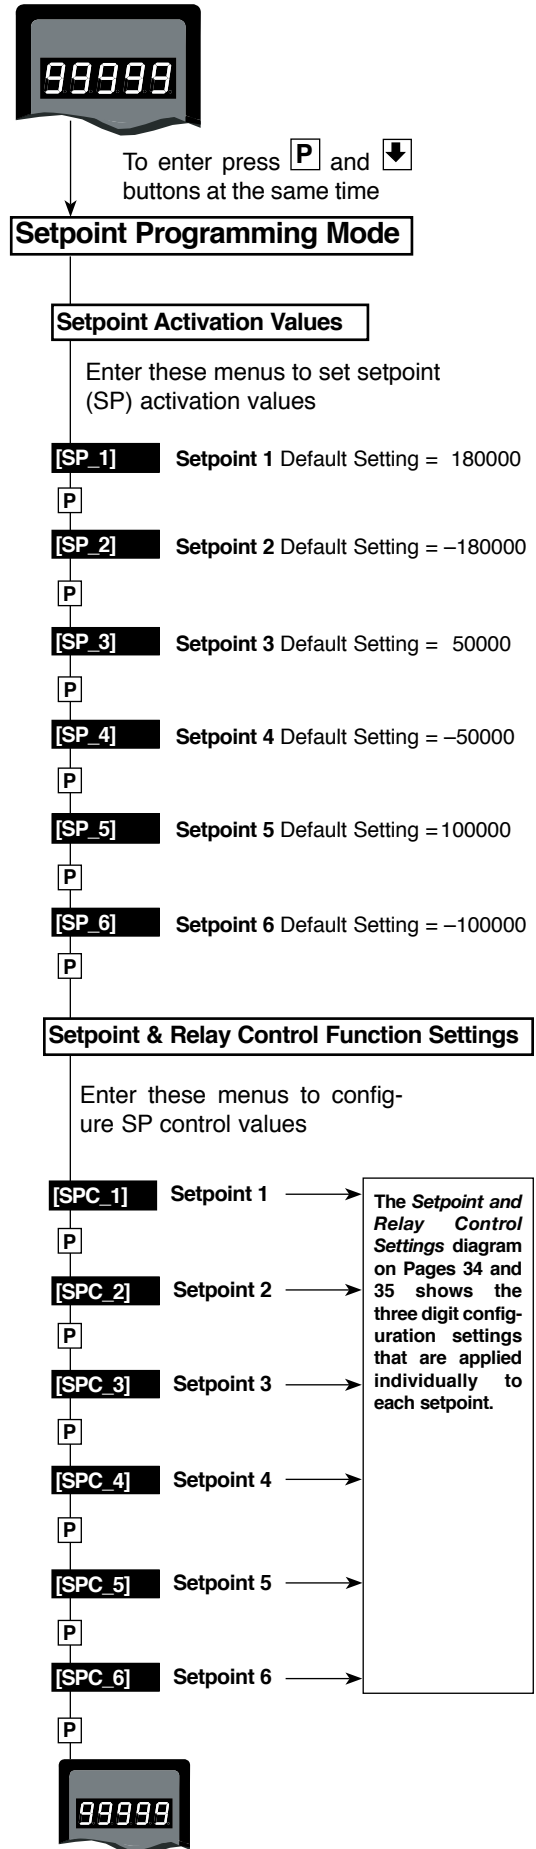 99999
To enter press P and
buttons at the same time
Setpoint Programming Mode
Setpoint Activation Values
Enter these menus to set setpoint
(SP) activation values
[SP_1] Setpoint 1 Default Setting = 180000
P
[SP_2] Setpoint 2 Default Setting = –180000
P
[SP_3] Setpoint 3 Default Setting = 50000
P
[SP_4] Setpoint 4 Default Setting = –50000
P
[SP_5] Setpoint 5 Default Setting =100000
P
[SP_6] Setpoint 6 Default Setting = –100000
P
Setpoint & Relay Control Function Settings
Enter these menus to config-
ure SP control values
[SPC_1] Setpoint 1
P
[SPC_2] Setpoint 2
P
[SPC_3] Setpoint 3
P
[SPC_4] Setpoint 4
P
[SPC_5] Setpoint 5
P
[SPC_6] Setpoint 6
P
The Setpoint and
Relay Control
Settings diagram
on Pages 34 and
35 shows the
three digit config-
uration settings
that are applied
individually to
each setpoint.
99999